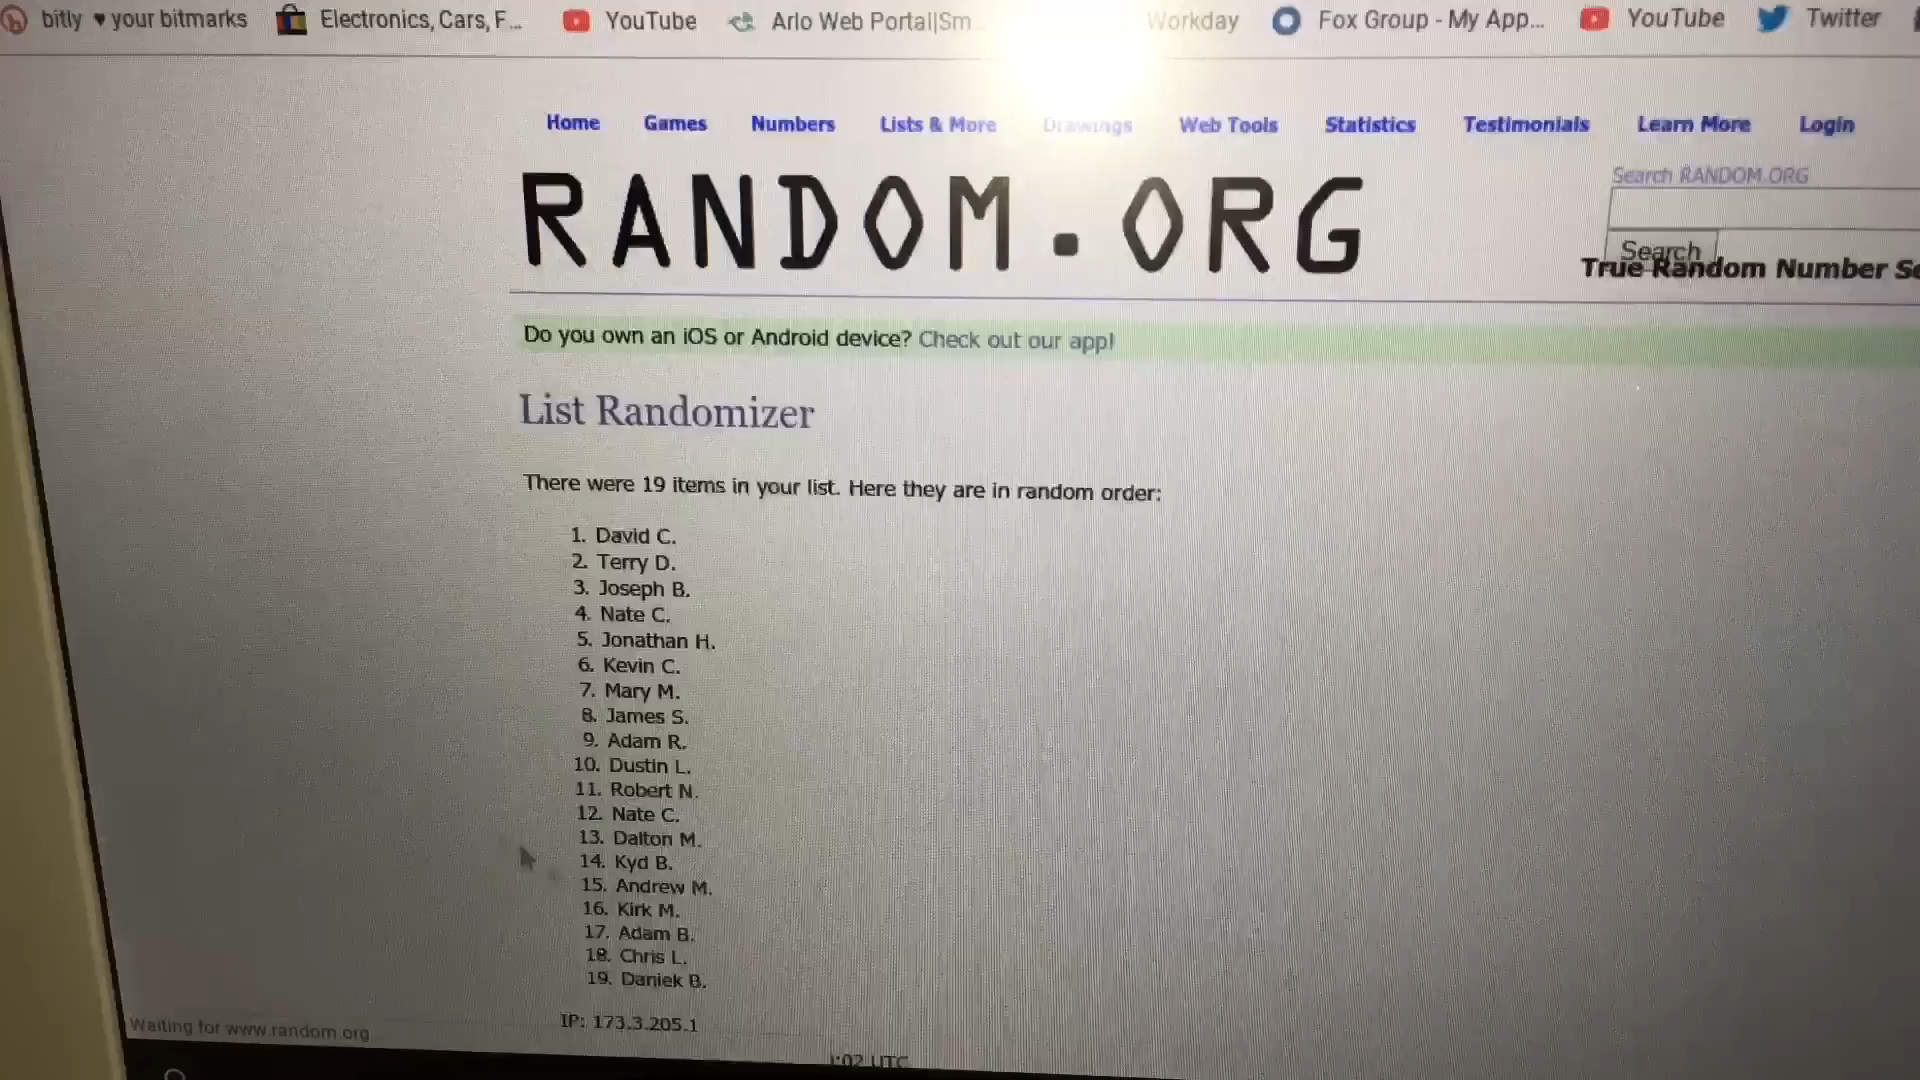 bitly ♥ your bitmarks Electronics, Cars, F... YouTube Arlo Web Portal|Sm... Workday Fox Group - My App... YouTube Twitter
Home Games Numbers Lists & More Drawings Web Tools Statistics Testimonials Learn More Login
RANDOM.ORG
Search RANDOM.ORG
Search
True Random Number
Do you own an iOS or Android device? Check out our app!
List Randomizer
There were 19 items in your list. Here they are in random order:
1. David C.
2. Terry D.
3. Joseph B.
4. Nate C.
5. Jonathan H.
6. Kevin C.
7. Mary M.
8. James S.
9. Adam R.
10. Dustin L.
11. Robert N.
12. Nate C.
13. Dalton M.
14. Kyd B.
15. Andrew M.
16. Kirk M.
17. Adam B.
18. Chris L.
19. Daniek B.
IP: 173.3.205.1
Waiting for www.random.org
:02 UTC